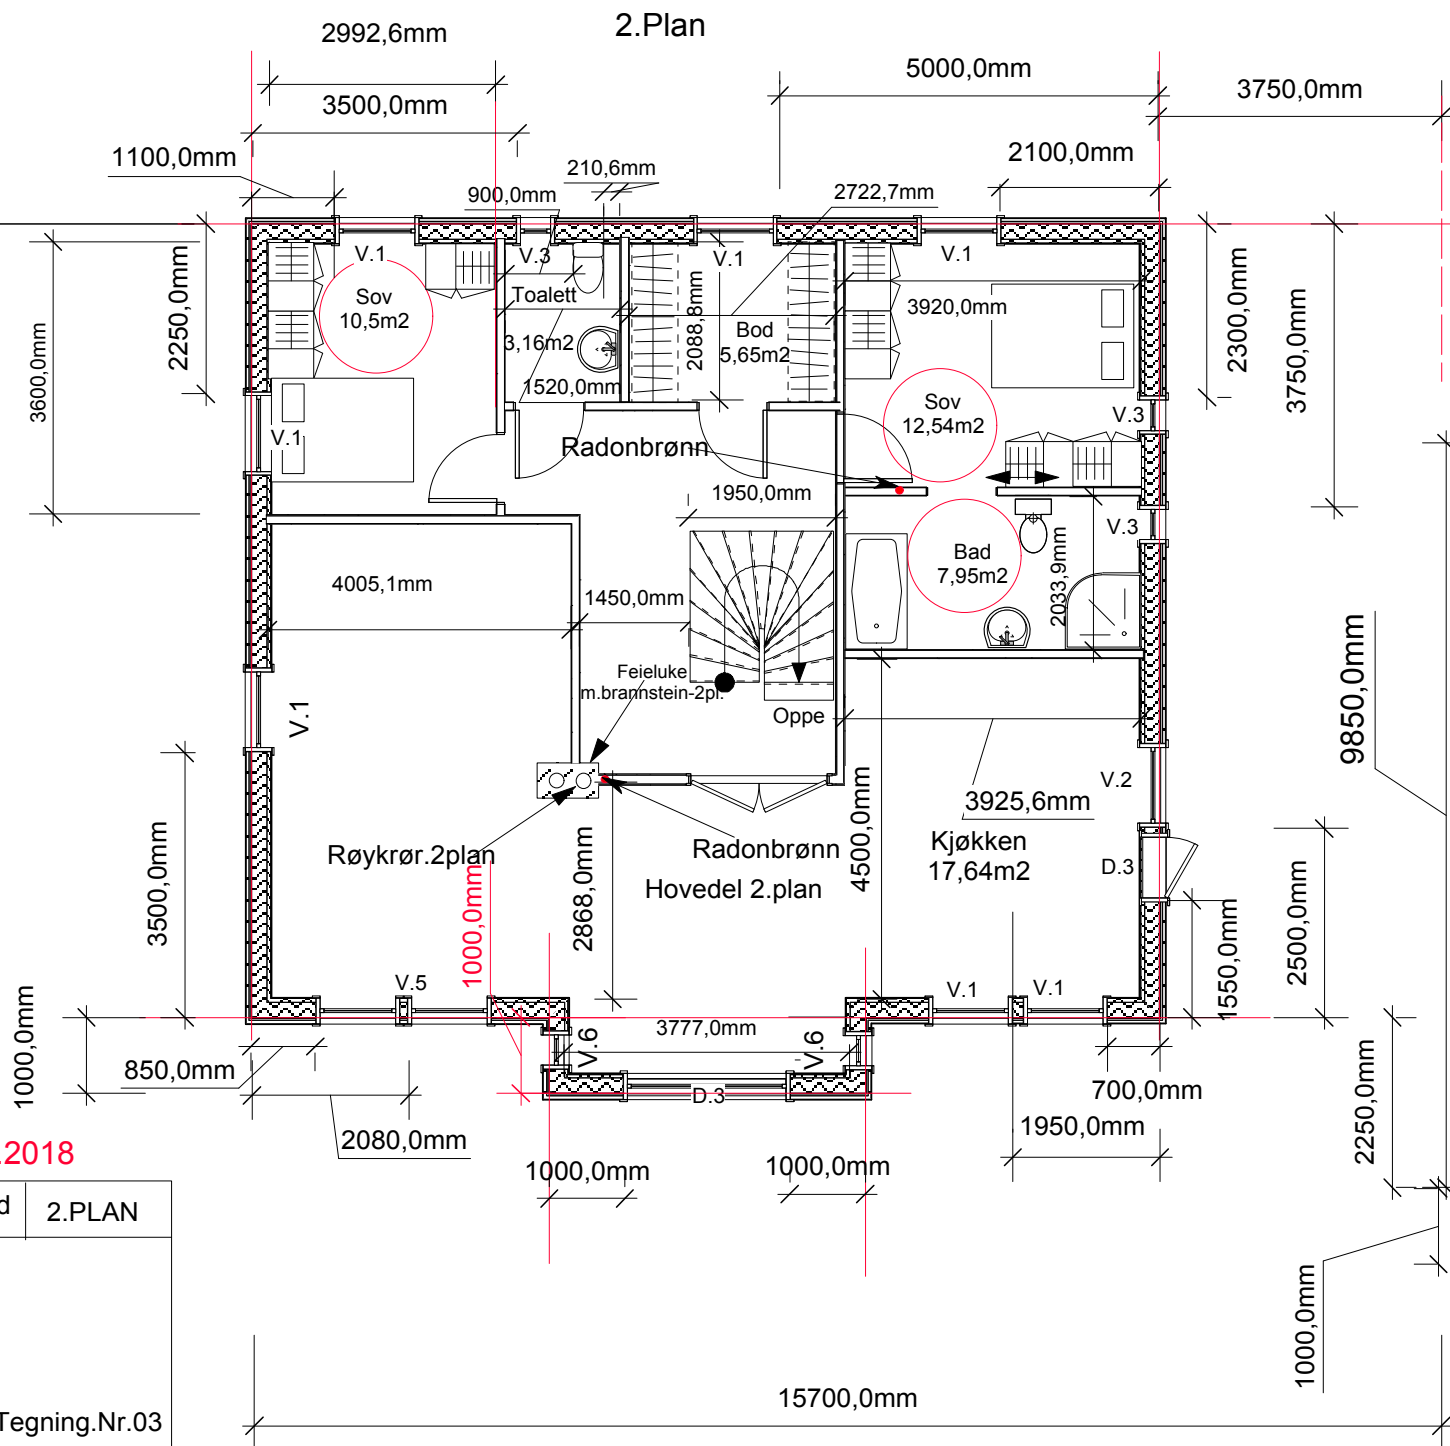 2.Plan
2992,6mm
5000,0mm
3750,0mm
3500,0mm
1100,0mm
210,6mm
2100,0mm
900,0mm
2722,7mm
V.1
V.3
V.1
V.1
Sov
10,5m2
Toalett
3,16m2
1520,0mm
2088,8mm
Bod
5,65m2
3920,0mm
2250,0mm
3600,0mm
2300,0mm
3750,0mm
Sov
12,54m2
V.3
V.1
Radonbrønn
1950,0mm
V.3
Bad
7,95m2
2033,9mm
4005,1mm
1450,0mm
Feieluke
m.brannstein-2pl.
Oppe
V.1
9850,0mm
V.2
3925,6mm
4500,0mm
Kjøkken
17,64m2
D.3
Røykrør.2plan
Radonbrønn
Hovedel 2.plan
3500,0mm
1000,0mm
2868,0mm
2500,0mm
1550,0mm
V.5
V.1
V.1
3777,0mm
V.6
V.6
D.3
1000,0mm
850,0mm
2080,0mm
700,0mm
1950,0mm
2250,0mm
1000,0mm
1000,0mm
.2018
d
2.PLAN
1000,0mm
15700,0mm
Tegning.Nr.03